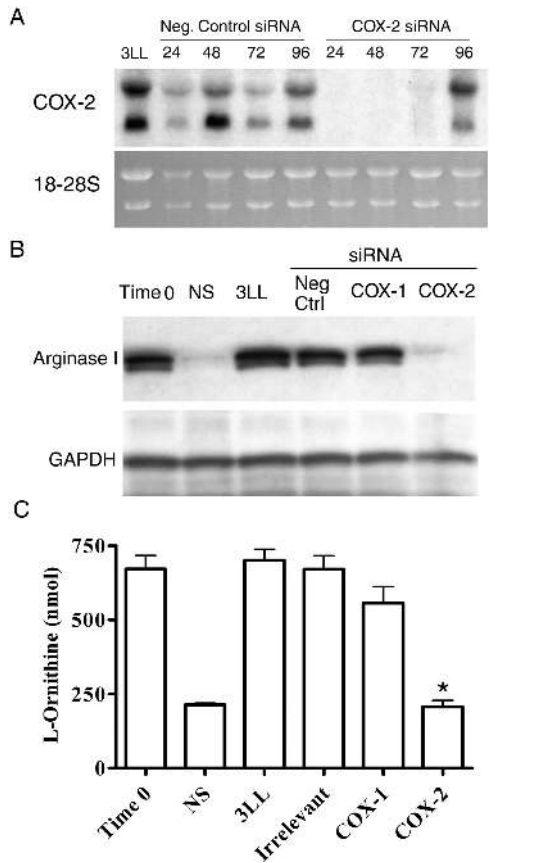 A
Neg. Control siRNA COX-2 siRNA
3LL 24 48 72 96 24 48 72 96
COX-2
18-28S
B
siRNA
Time 0 NS 3LL Neg Ctrl COX-1 COX-2
Arginase I
GAPDH
C
L-Ornithine (nmol)
750
500
250
0
*
Time 0 NS 3LL Irrelevant COX-1 COX-2